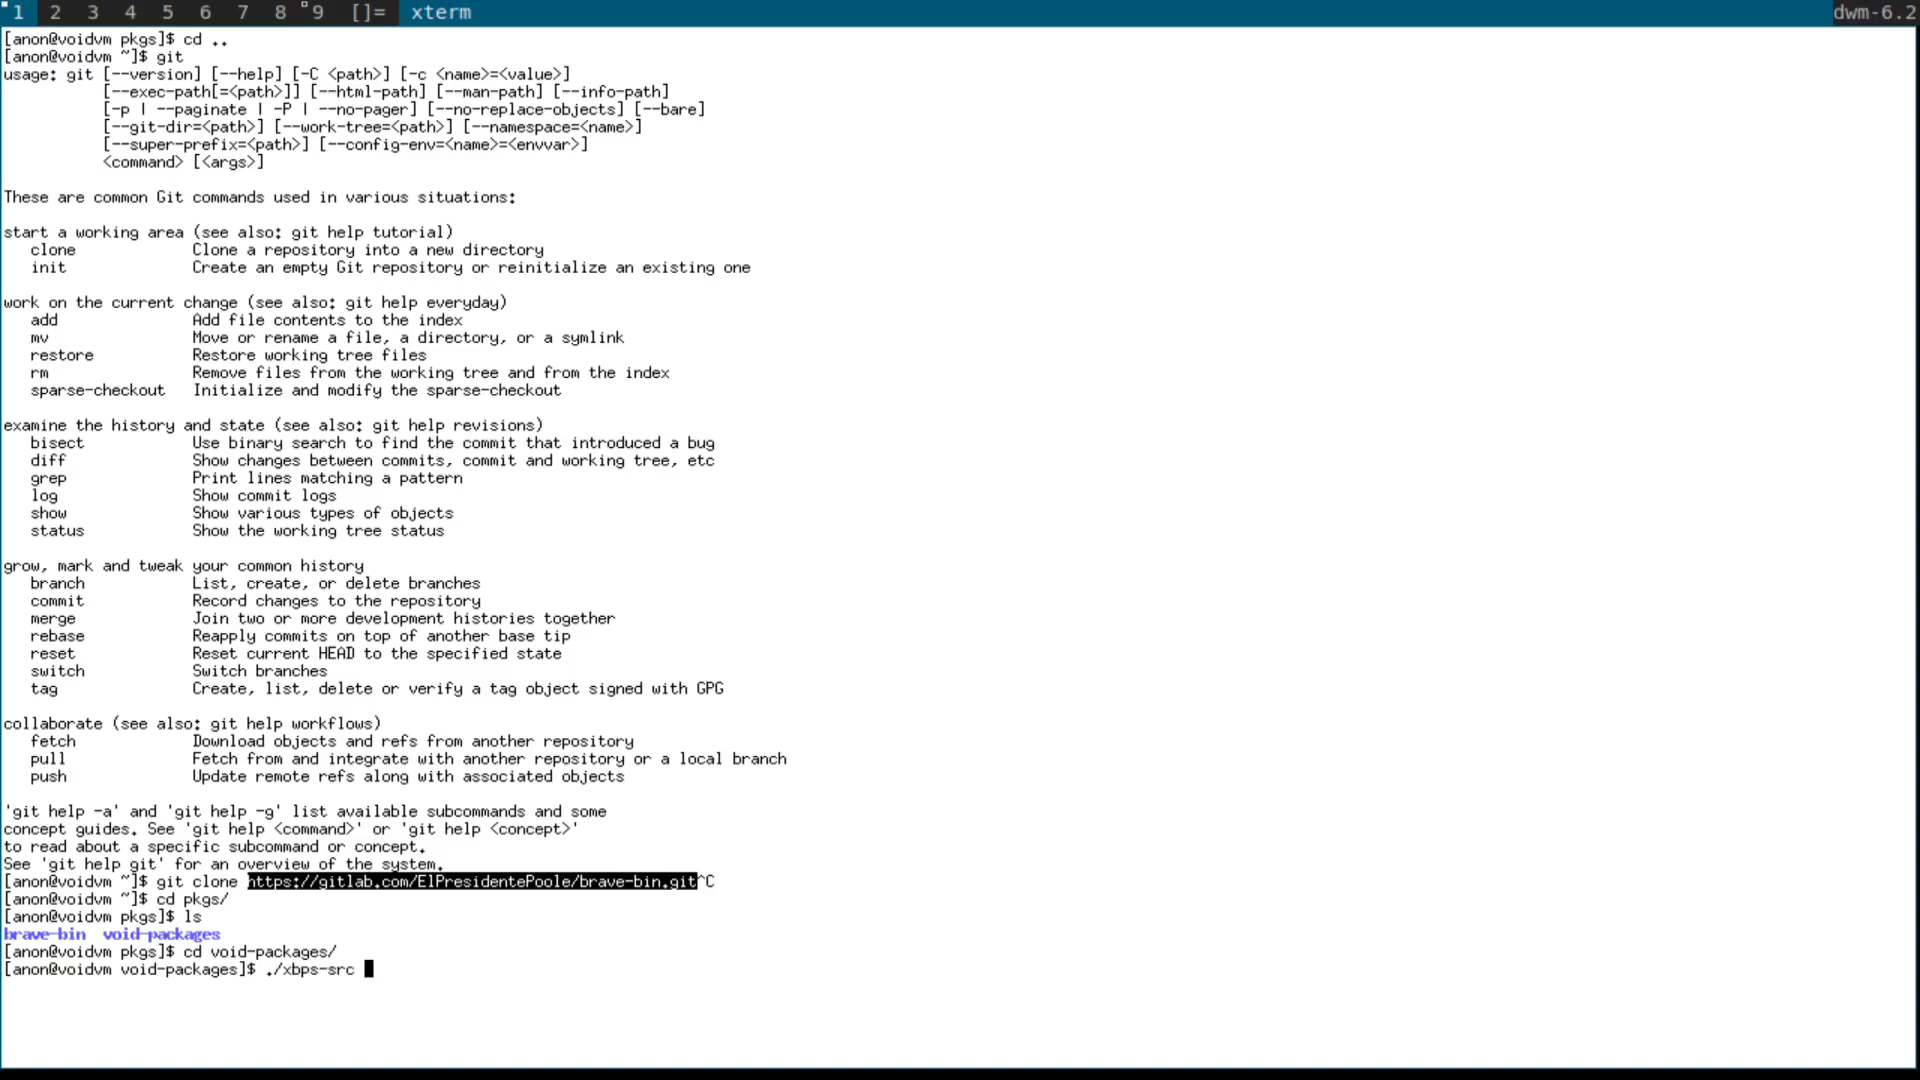 1 2 3 4 5 6 7 8 9 []= xterm dwm-6.2
[anon@voidvm pkgs]$ cd ..
[anon@voidvm ~]$ git
usage: git [--version] [--help] [-C <path>] [-c <name>=<value>]
           [--exec-path[=<path>]] [--html-path] [--man-path] [--info-path]
           [-p | --paginate | -P | --no-pager] [--no-replace-objects] [--bare]
           [--git-dir=<path>] [--work-tree=<path>] [--namespace=<name>]
           [--super-prefix=<path>] [--config-env=<name>=<envvar>]
           <command> [<args>]

These are common Git commands used in various situations:

start a working area (see also: git help tutorial)
   clone             Clone a repository into a new directory
   init              Create an empty Git repository or reinitialize an existing one

work on the current change (see also: git help everyday)
   add               Add file contents to the index
   mv                Move or rename a file, a directory, or a symlink
   restore           Restore working tree files
   rm                Remove files from the working tree and from the index
   sparse-checkout   Initialize and modify the sparse-checkout

examine the history and state (see also: git help revisions)
   bisect            Use binary search to find the commit that introduced a bug
   diff              Show changes between commits, commit and working tree, etc
   grep              Print lines matching a pattern
   log               Show commit logs
   show              Show various types of objects
   status            Show the working tree status

grow, mark and tweak your common history
   branch            List, create, or delete branches
   commit            Record changes to the repository
   merge             Join two or more development histories together
   rebase            Reapply commits on top of another base tip
   reset             Reset current HEAD to the specified state
   switch            Switch branches
   tag               Create, list, delete or verify a tag object signed with GPG

collaborate (see also: git help workflows)
   fetch             Download objects and refs from another repository
   pull              Fetch from and integrate with another repository or a local branch
   push              Update remote refs along with associated objects

'git help -a' and 'git help -g' list available subcommands and some
concept guides. See 'git help <command>' or 'git help <concept>'
to read about a specific subcommand or concept.
See 'git help git' for an overview of the system.
[anon@voidvm ~]$ git clone https://gitlab.com/ElPresidentePoole/brave-bin.git^C
[anon@voidvm ~]$ cd pkgs/
[anon@voidvm pkgs]$ ls
brave-bin  void-packages
[anon@voidvm pkgs]$ cd void-packages/
[anon@voidvm void-packages]$ ./xbps-src